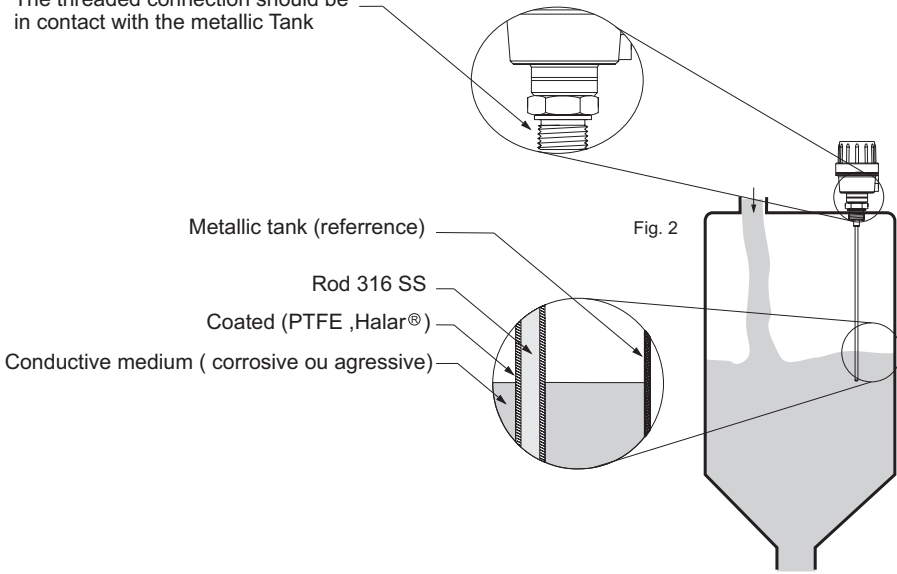 The threaded connection should be
in contact with the metallic Tank
Metallic tank (referrence)
Fig. 2
Rod 316 SS
Coated (PTFE ,Halar®)
Conductive medium ( corrosive ou agressive)